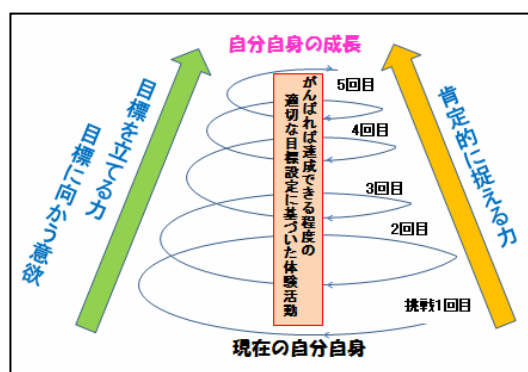 自分自身の成長
目標を立てる力
目標に向かう意欲
がんばれば達成できる程度の
適切な目標設定に基づいた体験活動
肯定的に捉える力
5回目
4回目
3回目
2回目
挑戦1回目
現在の自分自身